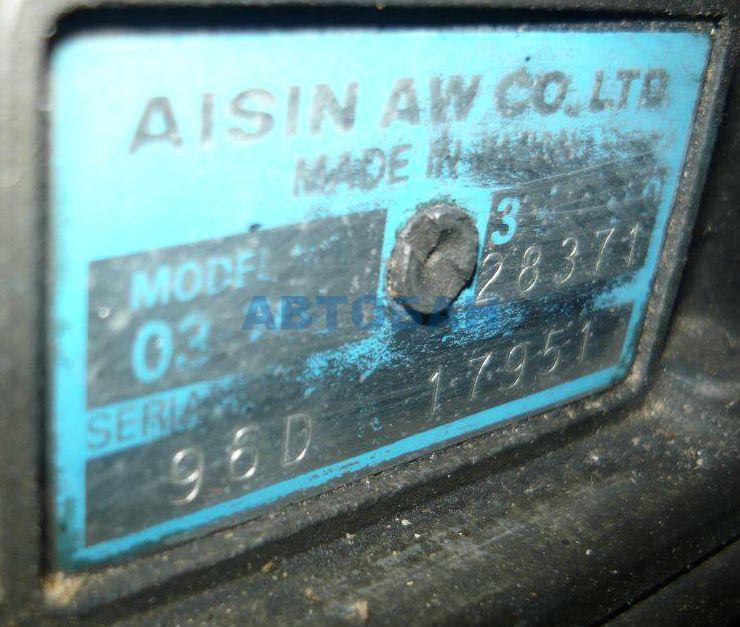 AISIN AW CO., LTD
MADE IN
MODEL
3
28371
03
SERIAL
96D 17951